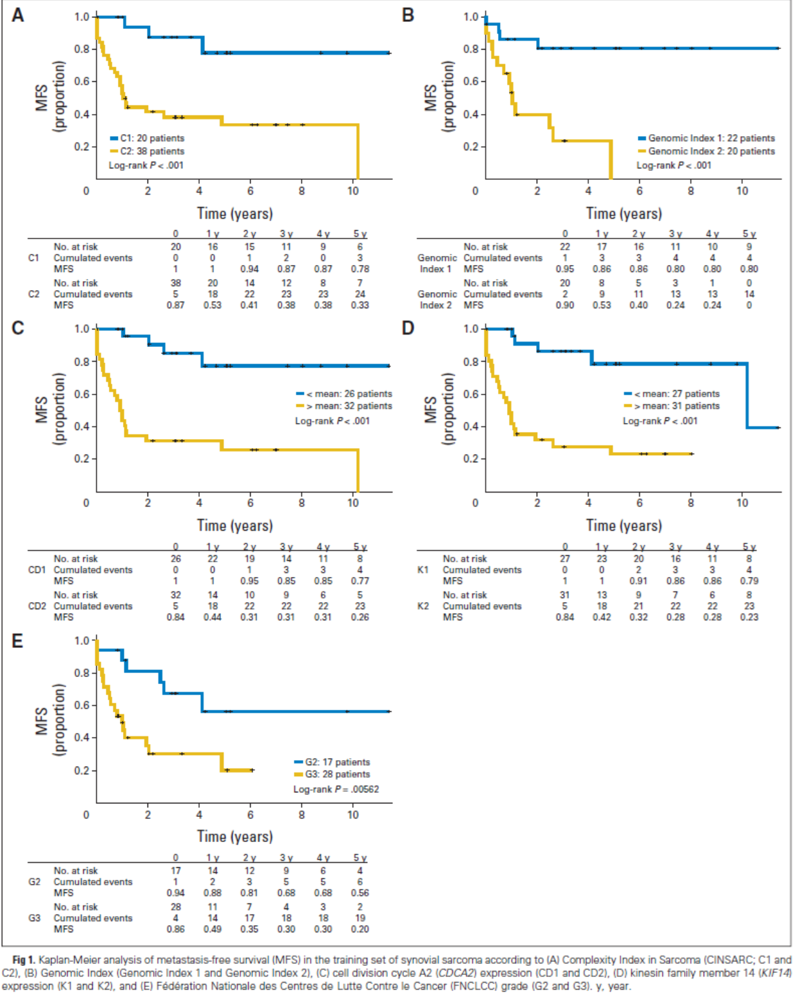 A
1.0
0.8
0.6
0.4
0.2
MFS
(proportion)
C1: 20 patients
C2: 38 patients
Log-rank P < .001
0 2 4 6 8 10
Time (years)
0 1 y 2 y 3 y 4 y 5 y
No. at risk 20 16 15 11 9 6
C1 Cumulated events 0 0 1 2 0 3
MFS 1 1 0.94 0.87 0.87 0.78
No. at risk 38 20 14 12 8 7
C2 Cumulated events 5 18 22 23 23 24
MFS 0.87 0.53 0.41 0.38 0.38 0.33
B
1.0
0.8
0.6
0.4
0.2
MFS
(proportion)
Genomic Index 1: 22 patients
Genomic Index 2: 20 patients
Log-rank P < .001
0 2 4 6 8 10
Time (years)
0 1 y 2 y 3 y 4 y 5 y
No. at risk 22 17 16 11 10 9
Genomic Cumulated events 1 3 3 4 4 4
Index 1 MFS 0.95 0.86 0.86 0.80 0.80 0.80
No. at risk 20 8 5 3 1 0
Genomic Cumulated events 2 9 11 13 13 14
Index 2 MFS 0.90 0.53 0.40 0.24 0.24 0
C
1.0
0.8
0.6
0.4
0.2
MFS
(proportion)
< mean: 26 patients
> mean: 32 patients
Log-rank P < .001
0 2 4 6 8 10
Time (years)
0 1 y 2 y 3 y 4 y 5 y
No. at risk 26 22 19 14 11 8
CD1 Cumulated events 0 0 1 3 3 4
MFS 1 1 0.95 0.85 0.85 0.77
No. at risk 32 14 10 9 6 5
CD2 Cumulated events 5 18 22 22 22 23
MFS 0.84 0.44 0.31 0.31 0.31 0.26
D
1.0
0.8
0.6
0.4
0.2
MFS
(proportion)
< mean: 27 patients
> mean: 31 patients
Log-rank P < .001
0 2 4 6 8 10
Time (years)
0 1 y 2 y 3 y 4 y 5 y
No. at risk 27 23 20 16 11 8
K1 Cumulated events 0 0 2 3 3 4
MFS 1 1 0.91 0.86 0.86 0.79
No. at risk 31 13 9 7 6 8
K2 Cumulated events 5 18 21 22 22 23
MFS 0.84 0.42 0.32 0.28 0.28 0.23
E
1.0
0.8
0.6
0.4
0.2
MFS
(proportion)
G2: 17 patients
G3: 28 patients
Log-rank P = .00562
0 2 4 6 8 10
Time (years)
0 1 y 2 y 3 y 4 y 5 y
No. at risk 17 14 12 9 6 4
G2 Cumulated events 1 2 3 5 5 6
MFS 0.94 0.88 0.81 0.68 0.68 0.56
No. at risk 28 11 7 4 3 2
G3 Cumulated events 4 14 17 18 18 19
MFS 0.86 0.49 0.35 0.30 0.30 0.20
Fig 1. Kaplan-Meier analysis of metastasis-free survival (MFS) in the training set of synovial sarcoma according to (A) Complexity Index in Sarcoma (CINSARC; C1 and
C2), (B) Genomic Index (Genomic Index 1 and Genomic Index 2), (C) cell division cycle A2 (CDCA2) expression (CD1 and CD2), (D) kinesin family member 14 (KIF14)
expression (K1 and K2), and (E) Fédération Nationale des Centres de Lutte Contre le Cancer (FNCLCC) grade (G2 and G3). y, year.